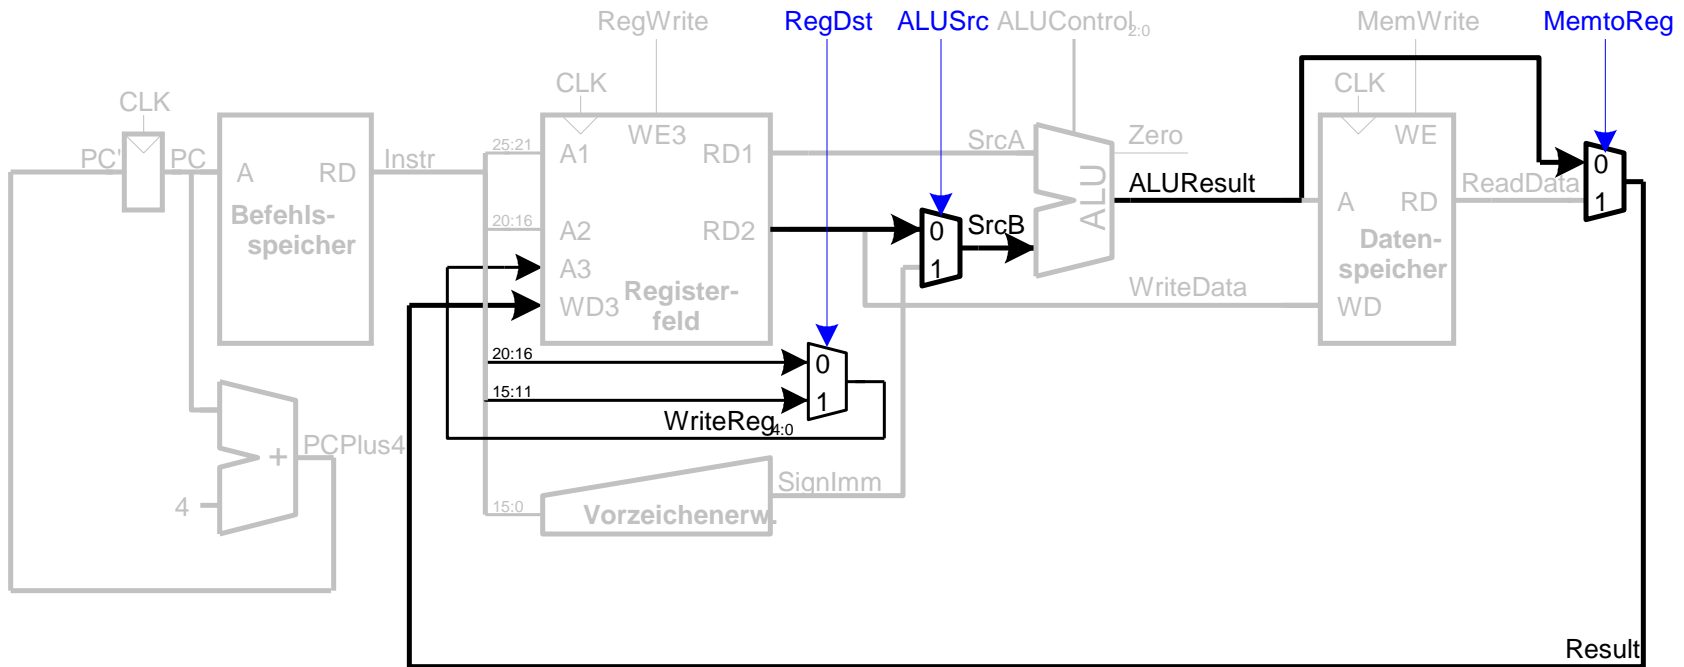 RegWrite
RegDst
ALUSrc
ALUControl2:0
MemWrite
MemtoReg
CLK
CLK
CLK
PC'
PC
A
RD
Instr
Befehls-
speicher
25:21
20:16
A1
A2
A3
WD3
WE3
RD1
RD2
Register-
feld
SrcA
0
1
SrcB
ALU
Zero
ALUResult
WriteData
WE
A
RD
Daten-
speicher
WD
ReadData
0
1
20:16
15:11
0
1
WriteReg4:0
PCPlus4
+
4
15:0
SignImm
Vorzeichenerw.
Result